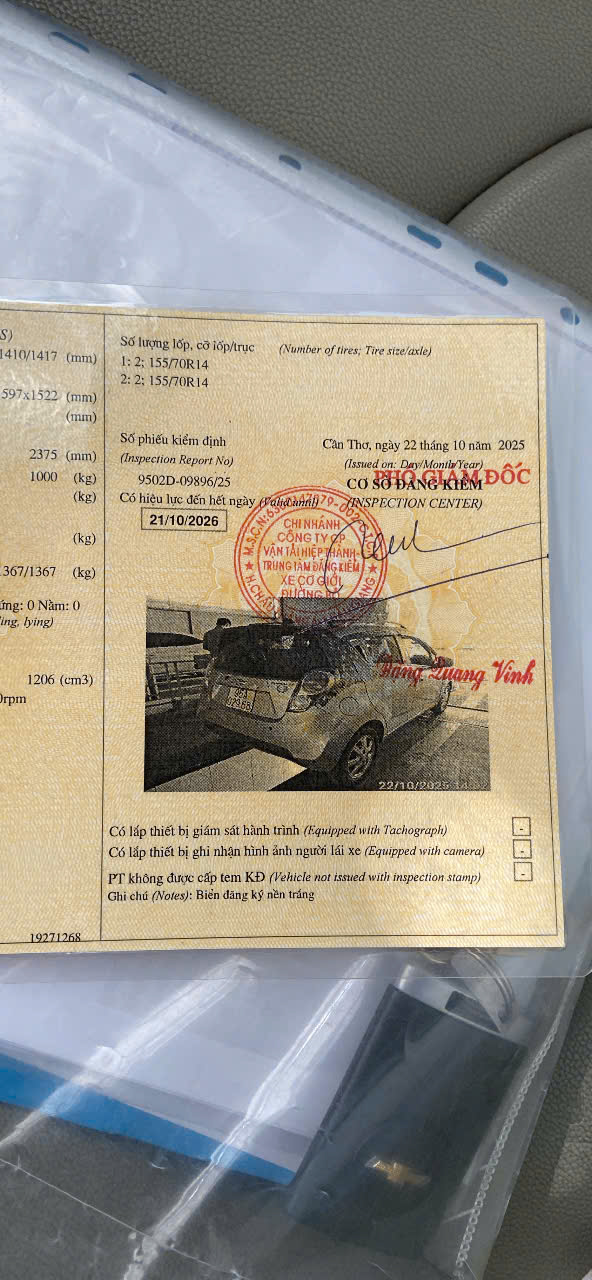 S)
1410/1417 (mm)
597x1522 (mm)
(mm)
2375 (mm)
1000 (kg)
(kg)
(kg)
1367/1367 (kg)
ứng: 0 Nằm: 0
ing, lying)
1206 (cm3)
0rpm
19271268
Số lượng lốp, cỡ lốp/trục (Number of tires; Tire size/axle)
1: 2; 155/70R14
2: 2; 155/70R14
Số phiếu kiểm định
(Inspection Report No)
9502D-09896/25
Có hiệu lực đến hết ngày (Valid until)
21/10/2026
Cần Thơ, ngày 22 tháng 10 năm 2025
(Issued on: Day/Month/Year)
PHÓ GIÁM ĐỐC
CƠ SỞ ĐĂNG KIỂM
(INSPECTION CENTER)
CHI NHÁNH
CÔNG TY CP
VẬN TẢI HIỆP THÀNH
TRUNG TÂM ĐĂNG KIỂM
XE CƠ GIỚI
ĐƯỜNG BỘ
Quang Vinh
22/10/2025
Có lắp thiết bị giám sát hành trình (Equipped with Tachograph) -
Có lắp thiết bị ghi nhận hình ảnh người lái xe (Equipped with camera) -
PT không được cấp tem KĐ (Vehicle not issued with inspection stamp) -
Ghi chú (Notes): Biển đăng ký nền trắng